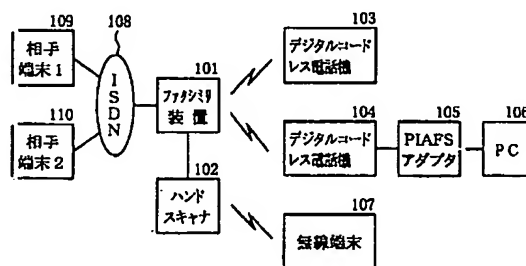 109
相手
端末1
110
相手
端末2
108
ISDN
101
ファクシミリ
装置
102
ハンド
スキャナ
103
デジタルコード
レス電話機
104
デジタルコード
レス電話機
105
PIAFS
アダプタ
106
PC
107
無線端末